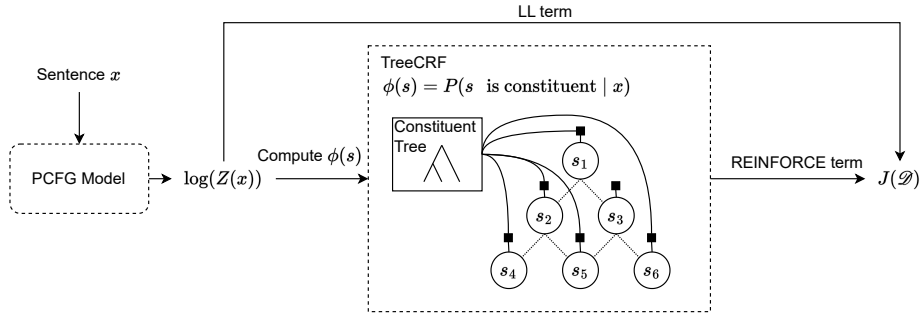 LL term
TreeCRF
Sentence x
ϕ(s) = P(s is constituent | x)
Constituent
Tree
s₁
Compute ϕ(s)
REINFORCE term
PCFG Model
log(Z(x))
J(𝒟)
s₂
s₃
s₄
s₅
s₆